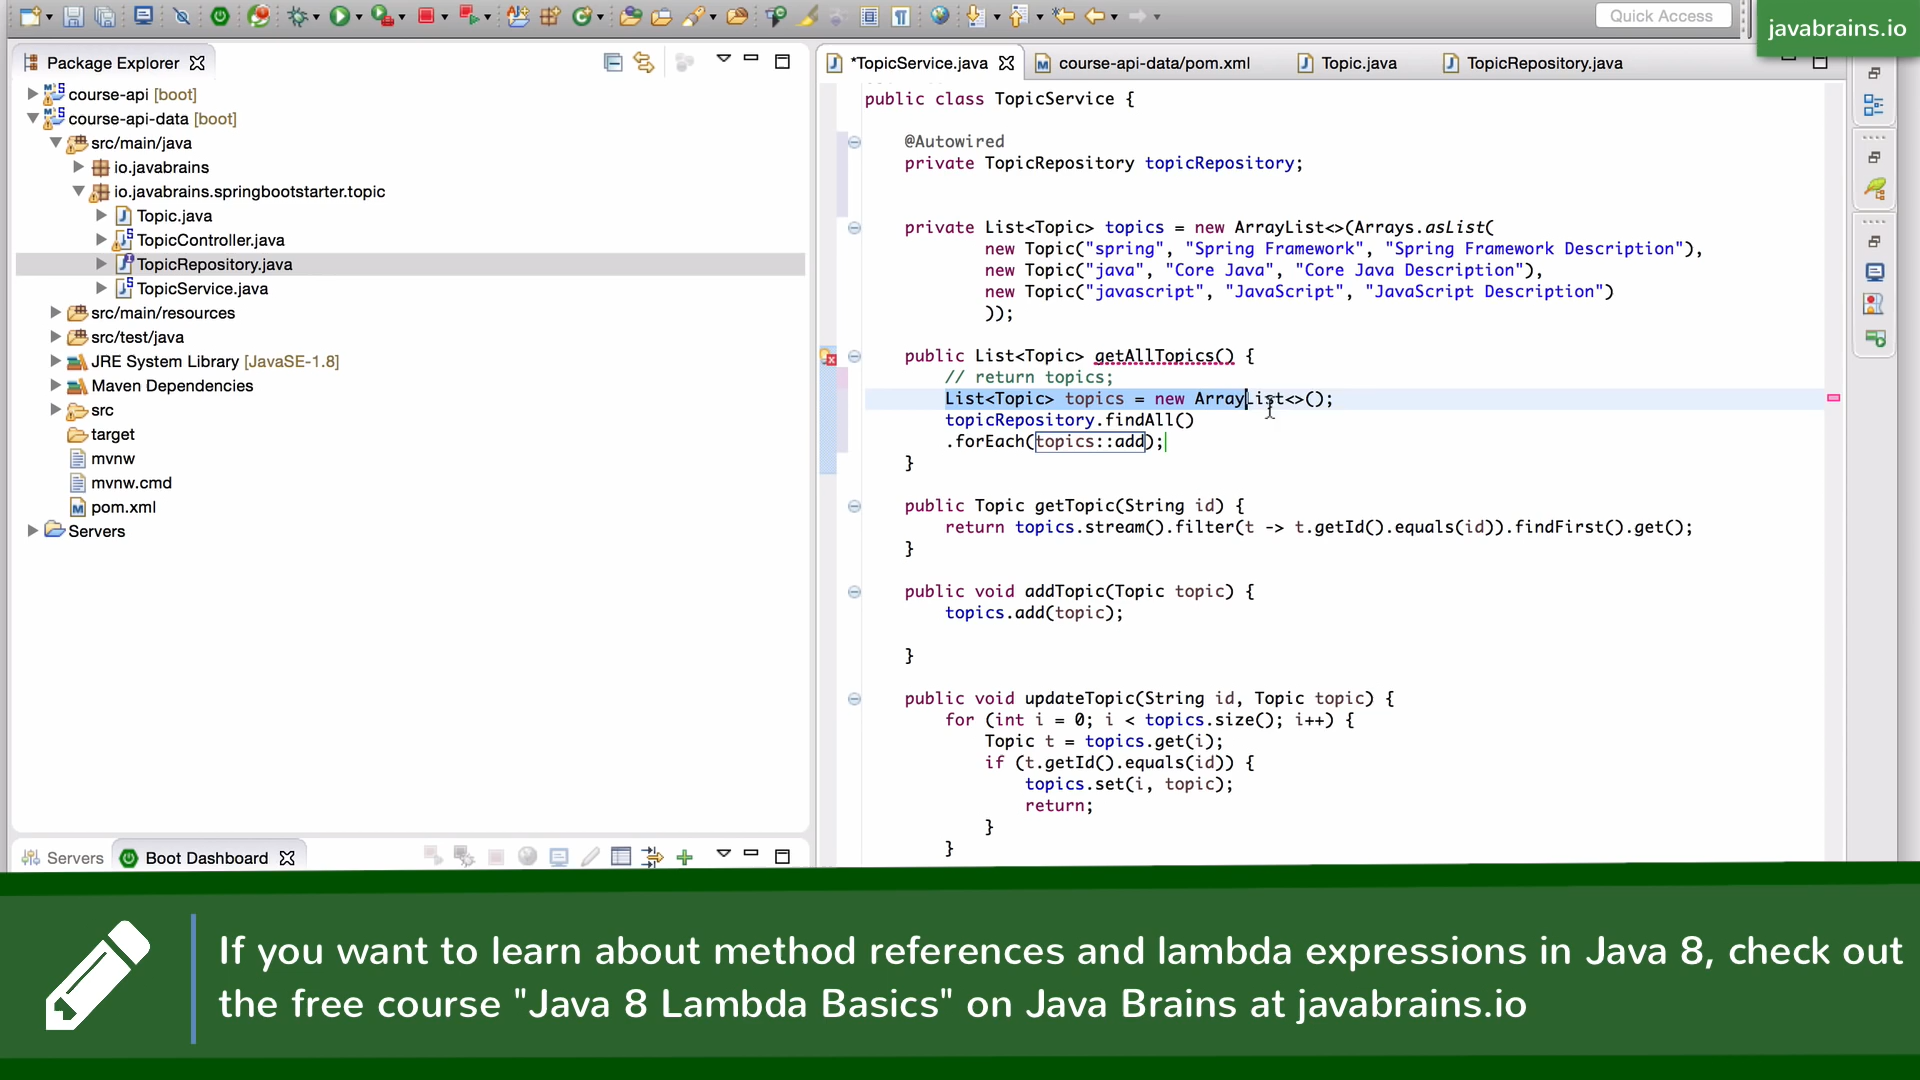 Quick Access
javabrains.io
Package Explorer
*TopicService.java
course-api-data/pom.xml
Topic.java
TopicRepository.java
course-api [boot]
course-api-data [boot]
src/main/java
io.javabrains
io.javabrains.springbootstarter.topic
Topic.java
TopicController.java
TopicRepository.java
TopicService.java
src/main/resources
src/test/java
JRE System Library [JavaSE-1.8]
Maven Dependencies
src
target
mvnw
mvnw.cmd
pom.xml
Servers
public class TopicService {
@Autowired
private TopicRepository topicRepository;
private List<Topic> topics = new ArrayList<>(Arrays.asList(
new Topic("spring", "Spring Framework", "Spring Framework Description"),
new Topic("java", "Core Java", "Core Java Description"),
new Topic("javascript", "JavaScript", "JavaScript Description")
));
public List<Topic> getAllTopics() {
// return topics;
List<Topic> topics = new ArrayList<>();
topicRepository.findAll()
.forEach(topics::add);
}
public Topic getTopic(String id) {
return topics.stream().filter(t -> t.getId().equals(id)).findFirst().get();
}
public void addTopic(Topic topic) {
topics.add(topic);
}
public void updateTopic(String id, Topic topic) {
for (int i = 0; i < topics.size(); i++) {
Topic t = topics.get(i);
if (t.getId().equals(id)) {
topics.set(i, topic);
return;
}
}
Servers
Boot Dashboard
If you want to learn about method references and lambda expressions in Java 8, check out
the free course "Java 8 Lambda Basics" on Java Brains at javabrains.io